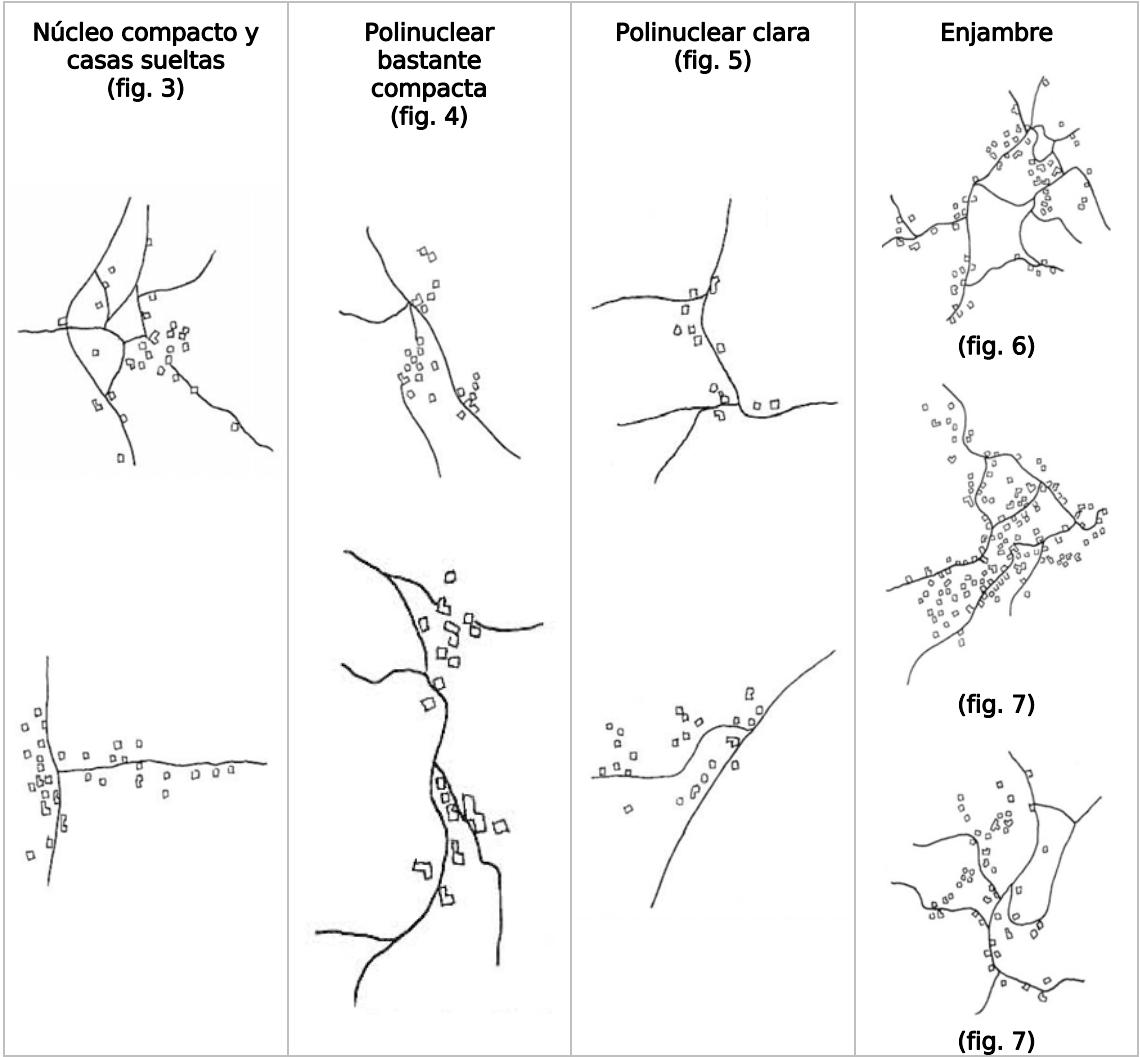 Núcleo compacto y
casas sueltas
(fig. 3)
Polinuclear
bastante
compacta
(fig. 4)
Polinuclear clara
(fig. 5)
Enjambre
(fig. 6)
(fig. 7)
(fig. 7)